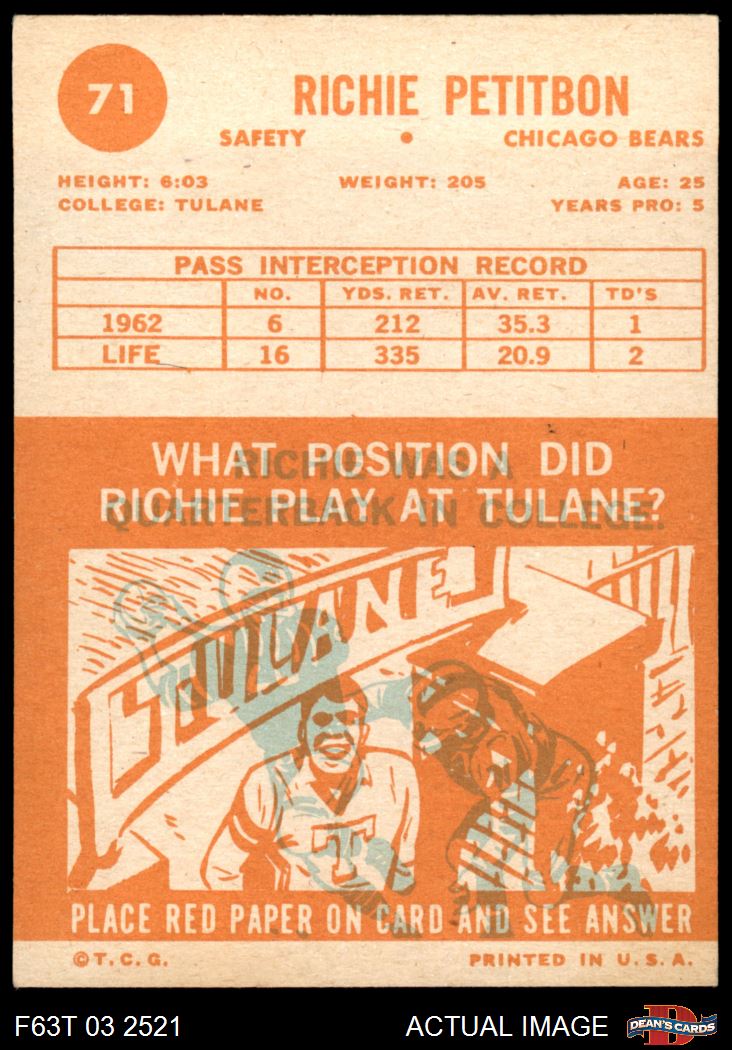 71
RICHIE PETITBON
SAFETY • CHICAGO BEARS
HEIGHT: 6:03 WEIGHT: 205 AGE: 25
COLLEGE: TULANE YEARS PRO: 5
PASS INTERCEPTION RECORD
NO. YDS. RET. AV. RET. TD'S
1962 6 212 35.3 1
LIFE 16 335 20.9 2
WHAT POSITION DID
RICHIE WAS A
RICHIE PLAY AT TULANE?
QUARTERBACK IN COLLEGE.
TULANE
T
PLACE RED PAPER ON CARD AND SEE ANSWER
©T.C.G. PRINTED IN U.S.A.
F63T 03 2521 ACTUAL IMAGE DEAN'S CARDS